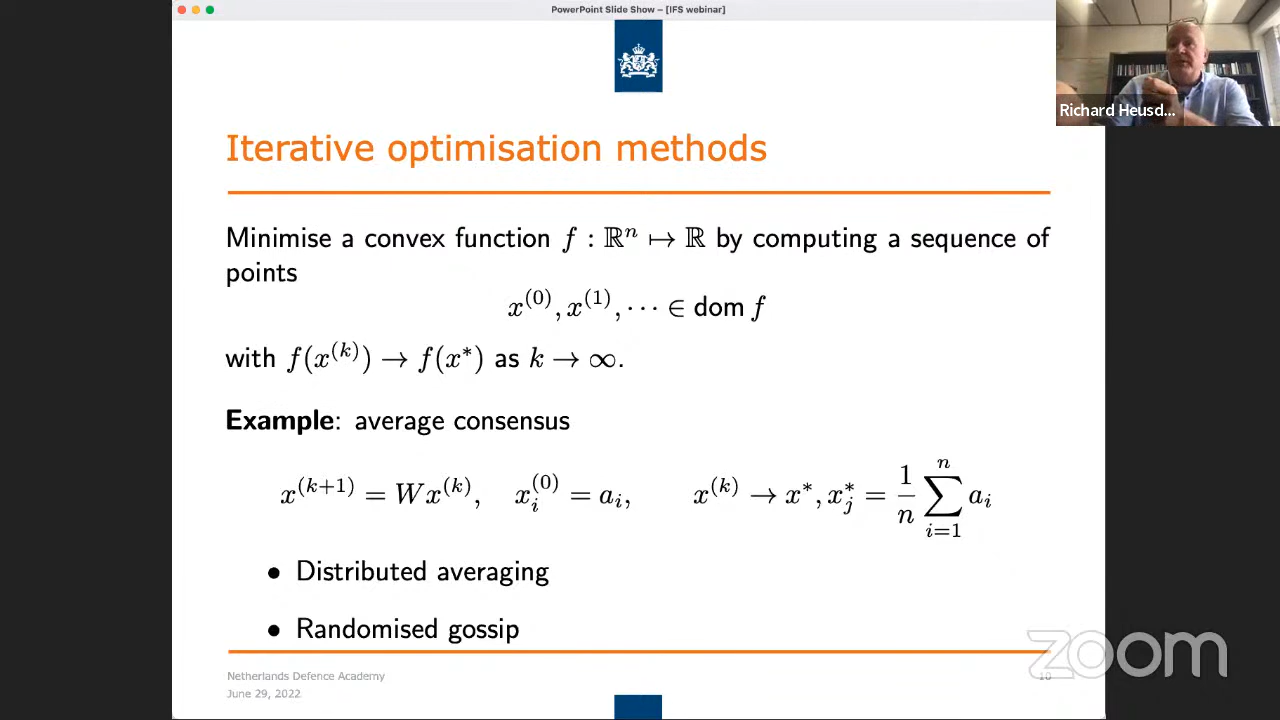 PowerPoint Slide Show – [IFS webinar]
Richard Heusd...
Iterative optimisation methods
Minimise a convex function f : ℝⁿ ↦ ℝ by computing a sequence of
points
x⁽⁰⁾, x⁽¹⁾, ⋯ ∈ dom f
with f(x⁽ᵏ⁾) → f(x*) as k → ∞.
Example: average consensus
x⁽ᵏ⁺¹⁾ = Wx⁽ᵏ⁾, xᵢ⁽⁰⁾ = aᵢ, x⁽ᵏ⁾ → x*, xⱼ* = 1/n ∑ᵢ₌₁ⁿ aᵢ
• Distributed averaging
• Randomised gossip
zoom
Netherlands Defence Academy
10
June 29, 2022